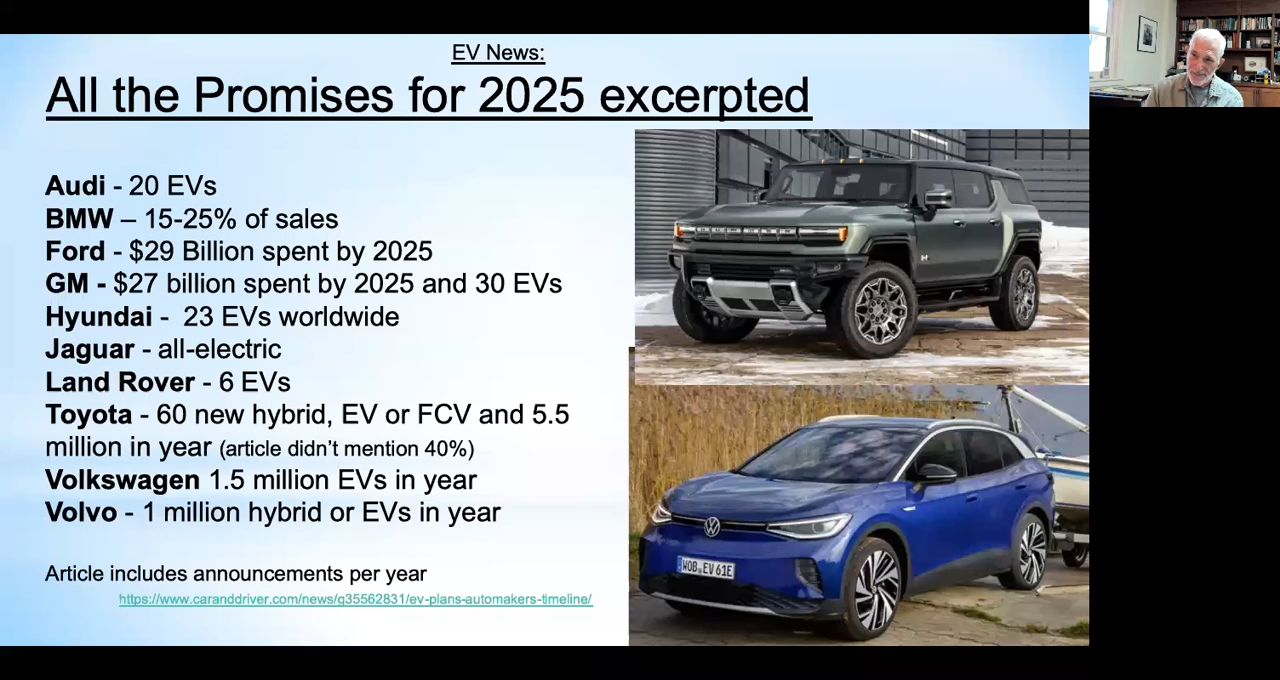 EV News:
All the Promises for 2025 excerpted
Audi - 20 EVs
BMW – 15-25% of sales
Ford - $29 Billion spent by 2025
GM - $27 billion spent by 2025 and 30 EVs
Hyundai - 23 EVs worldwide
Jaguar - all-electric
Land Rover - 6 EVs
Toyota - 60 new hybrid, EV or FCV and 5.5
million in year (article didn’t mention 40%)
Volkswagen 1.5 million EVs in year
Volvo - 1 million hybrid or EVs in year
Article includes announcements per year
https://www.caranddriver.com/news/g35562831/ev-plans-automakers-timeline/
HUMMER
WOB EV 61E